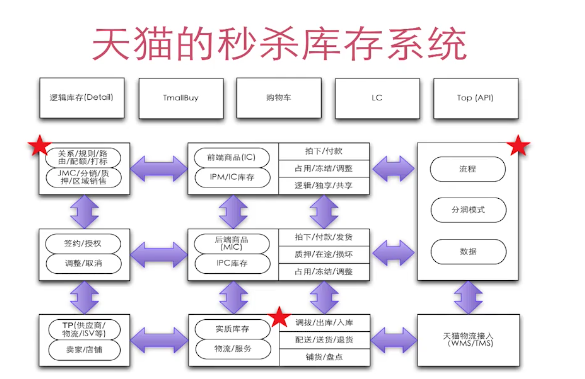 天猫的秒杀库存系统
逻辑库存(Detail)
TmallBuy
购物车
LC
Top (API)
关系/规则/路
由/配额/打标
JMC/分销/质
押/区域销售
前端商品(IC)
IPM/IC库存
拍下/付款
占用/冻结/调整
逻辑/独享/共享
流程
分润模式
数据
签约/授权
调整/取消
后端商品
(MIC)
IPC库存
拍下/付款/发货
质押/在途/损坏
占用/冻结/调整
TP(供应商/
物流/ISV等)
卖家/店铺
实质库存
物流/服务
调拨/出库/入库
配送/送货/退货
铺货/盘点
天猫物流接入
(WMS/TMS)